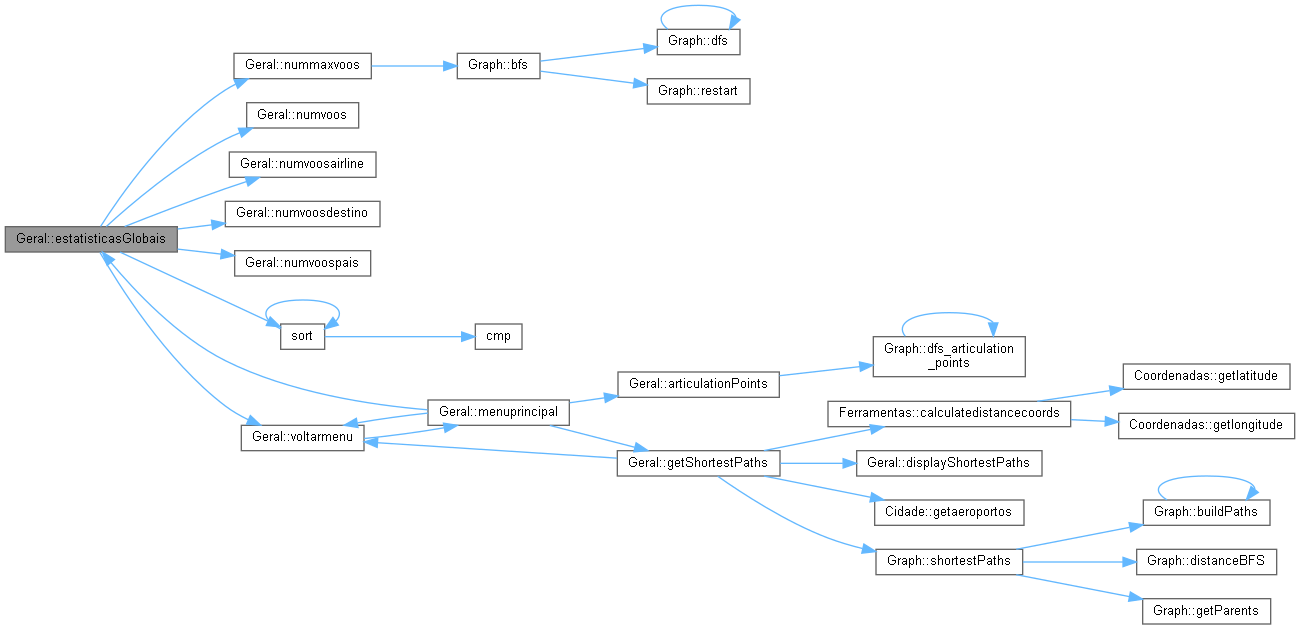 Graph::dfs
Geral::nummaxvoos
Graph::bfs
Graph::restart
Geral::numvoos
Geral::numvoosairline
Geral::numvoosdestino
Geral::estatisticasGlobais
Geral::numvoospais
sort
cmp
Graph::dfs_articulation
_points
Geral::articulationPoints
Coordenadas::getlatitude
Geral::menuprincipal
Ferramentas::calculatedistancecoords
Coordenadas::getlongitude
Geral::voltarmenu
Geral::getShortestPaths
Geral::displayShortestPaths
Cidade::getaeroportos
Graph::buildPaths
Graph::shortestPaths
Graph::distanceBFS
Graph::getParents